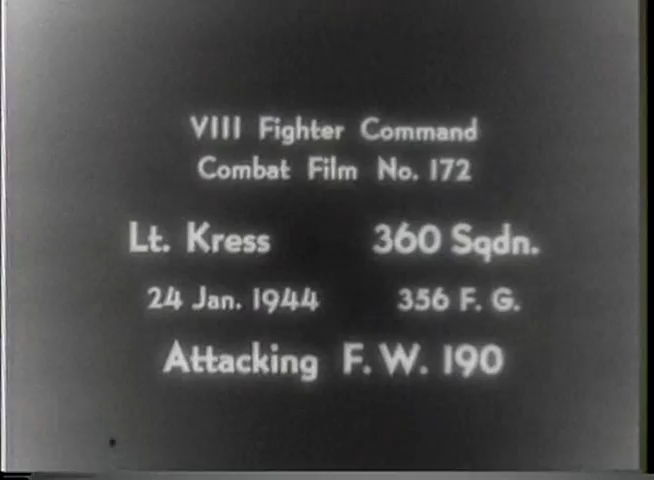 VIII Fighter Command
Combat Film No. 172
Lt. Kress 360 Sqdn.
24 Jan. 1944 356 F. G.
Attacking F. W. 190